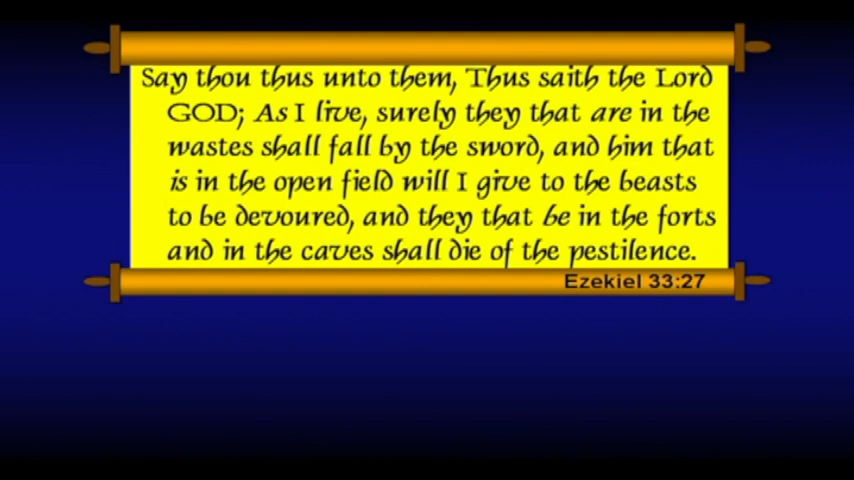 Say thou thus unto them, Thus saith the Lord
GOD; As I live, surely they that are in the
wastes shall fall by the sword, and him that
is in the open field will I give to the beasts
to be devoured, and they that be in the forts
and in the caves shall die of the pestilence.
Ezekiel 33:27